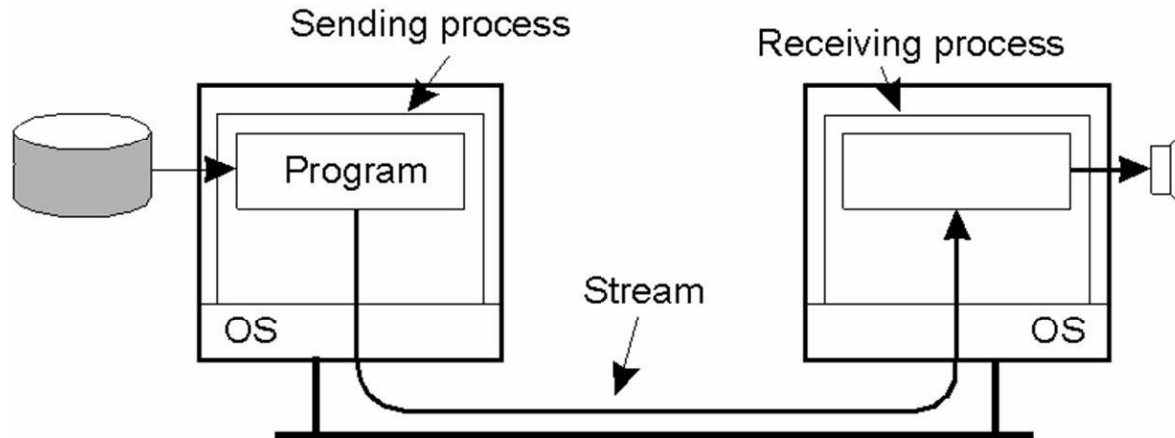 Sending process
Receiving process
Program
Stream
OS
OS